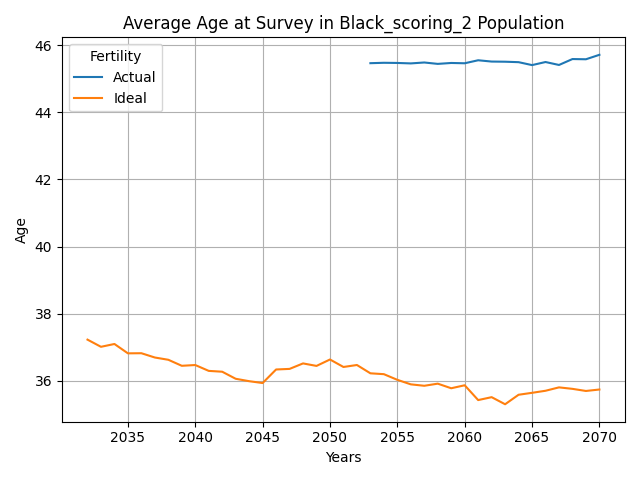 Average Age at Survey in Black_scoring_2 Population
Fertility
Actual
Ideal
46
44
42
40
38
36
Age
2035 2040 2045 2050 2055 2060 2065 2070
Years